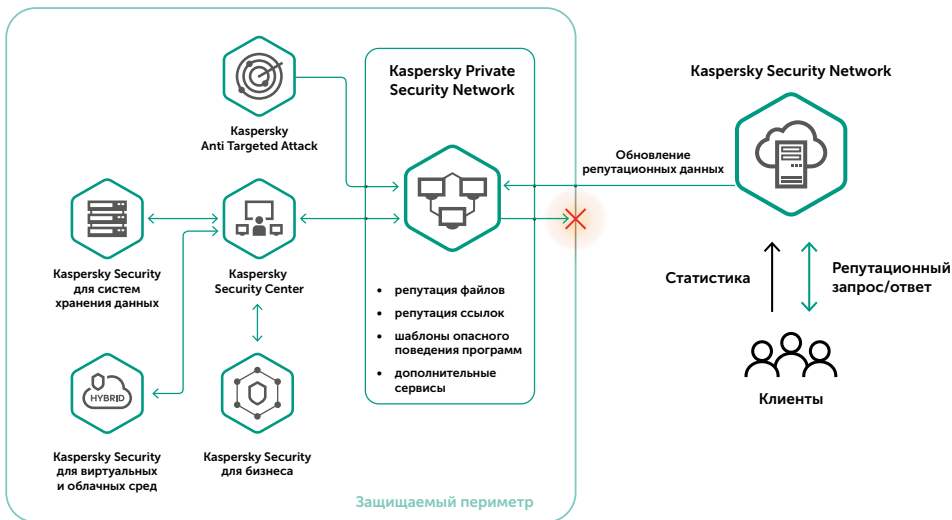 Kaspersky
Anti Targeted Attack
Kaspersky Private
Security Network
Kaspersky Security Network
Обновление
репутационных данных
Kaspersky Security
для систем
хранения данных
Kaspersky
Security Center
• репутация файлов
• репутация ссылок
• шаблоны опасного
поведения программ
• дополнительные
сервисы
Статистика
Репутационный
запрос/ответ
Клиенты
HYBRID
Kaspersky Security
для виртуальных
и облачных сред
Kaspersky Security
для бизнеса
Защищаемый периметр